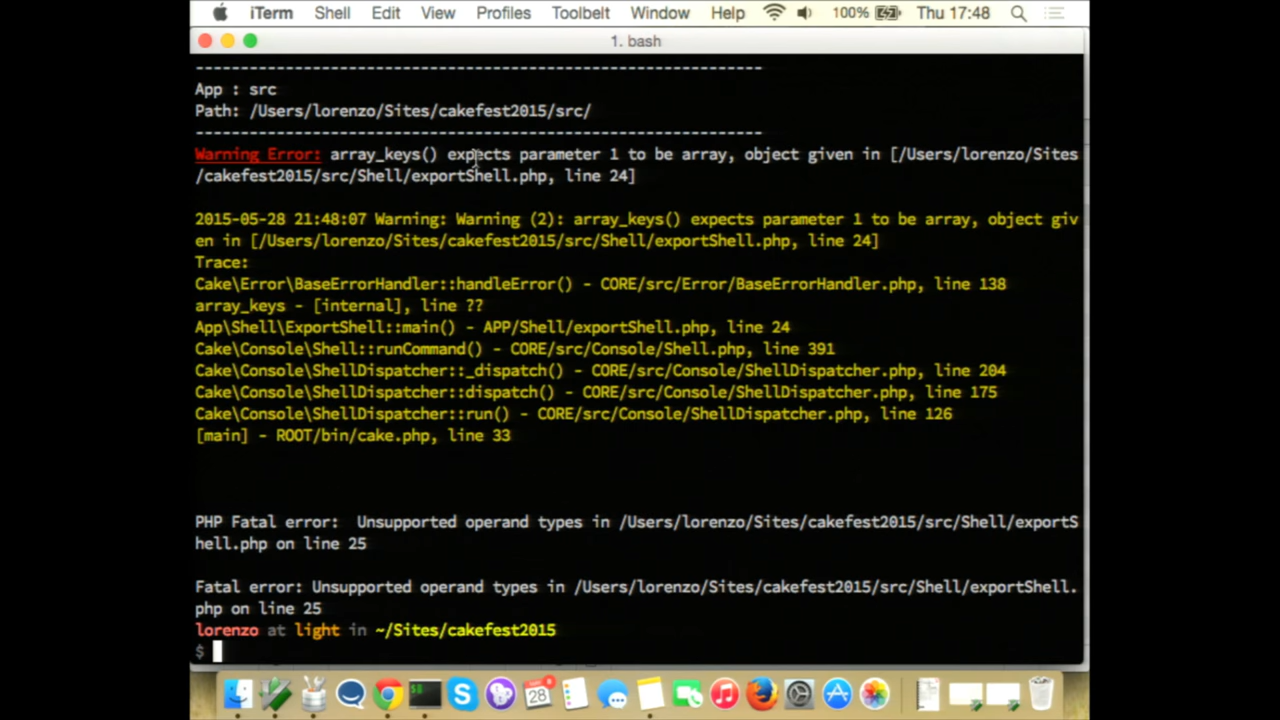 iTerm Shell Edit View Profiles Toolbelt Window Help 100% Thu 17:48
1. bash
---------------------------------------------------------------
App : src
Path: /Users/lorenzo/Sites/cakefest2015/src/
---------------------------------------------------------------
Warning Error: array_keys() expects parameter 1 to be array, object given in [/Users/lorenzo/Sites
/cakefest2015/src/Shell/exportShell.php, line 24]
2015-05-28 21:48:07 Warning: Warning (2): array_keys() expects parameter 1 to be array, object giv
en in [/Users/lorenzo/Sites/cakefest2015/src/Shell/exportShell.php, line 24]
Trace:
Cake\Error\BaseErrorHandler::handleError() - CORE/src/Error/BaseErrorHandler.php, line 138
array_keys - [internal], line ??
App\Shell\ExportShell::main() - APP/Shell/exportShell.php, line 24
Cake\Console\Shell::runCommand() - CORE/src/Console/Shell.php, line 391
Cake\Console\ShellDispatcher::_dispatch() - CORE/src/Console/ShellDispatcher.php, line 204
Cake\Console\ShellDispatcher::dispatch() - CORE/src/Console/ShellDispatcher.php, line 175
Cake\Console\ShellDispatcher::run() - CORE/src/Console/ShellDispatcher.php, line 126
[main] - ROOT/bin/cake.php, line 33
PHP Fatal error:  Unsupported operand types in /Users/lorenzo/Sites/cakefest2015/src/Shell/exportS
hell.php on line 25
Fatal error: Unsupported operand types in /Users/lorenzo/Sites/cakefest2015/src/Shell/exportShell.
php on line 25
lorenzo at light in ~/Sites/cakefest2015
$
28